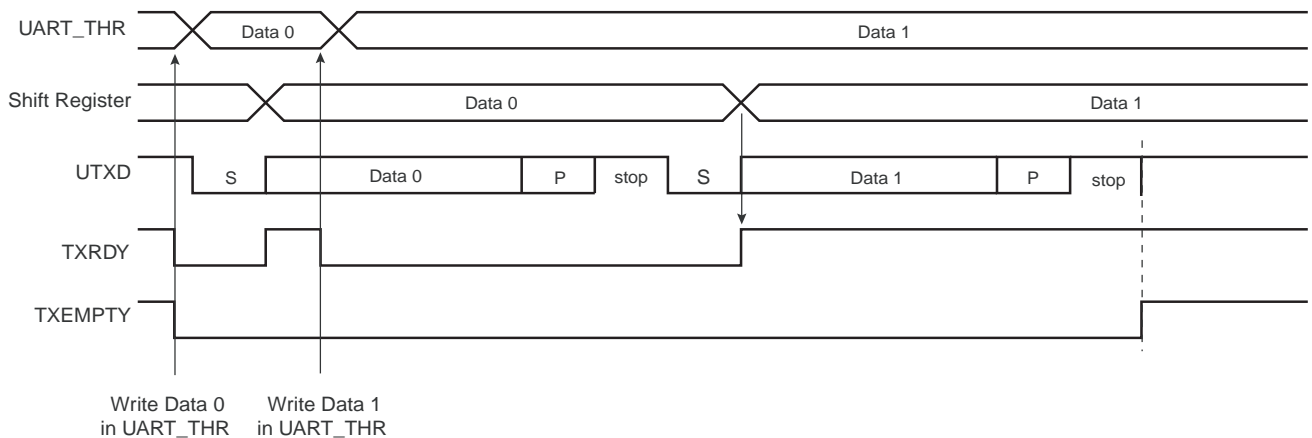 UART_THR
Data 0
Data 1
Shift Register
Data 0
Data 1
UTXD
S
Data 0
P
stop
S
Data 1
P
stop
TXRDY
TXEMPTY
Write Data 0
in UART_THR
Write Data 1
in UART_THR